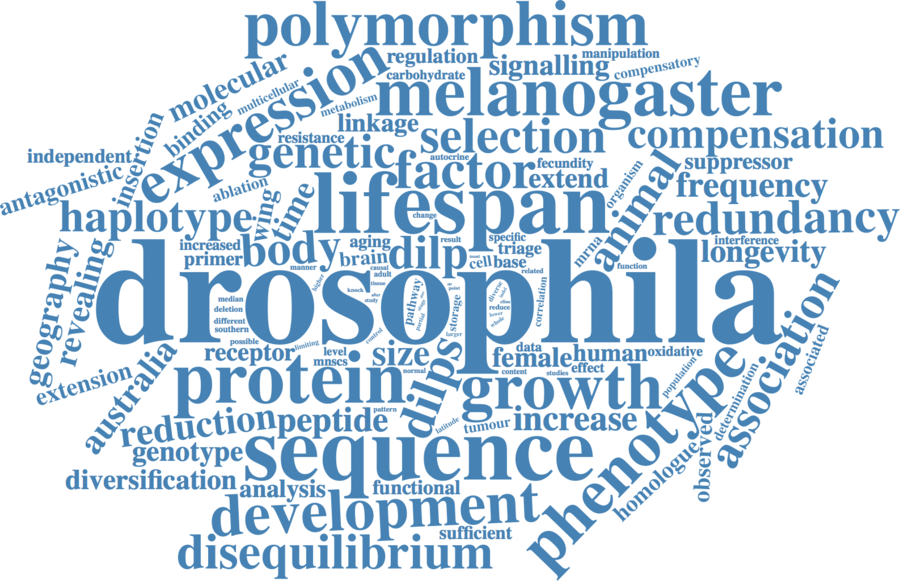 polymorphism
regulation
manipulation
signalling
compensatory
molecular
carbohydrate
multicellular
expression
metabolism
melanogaster
binding
linkage
insertion
resistance
selection
compensation
independent
genetic
autocrine
factor
fecundity
suppressor
antagonistic
ablation
extend
organism
animal
frequency
haplotype
wing
time
lifespan
change
redundancy
increased
primer
body
aging
brain
dilp
result
specific
triage
cell
base
mrna
interference
longevity
geography
revealing
manner
causal
adult
related
function
drosophila
higher
tissue
knock
after
study
pathway
partial
storage
point
diverse
reduce
lower
whole
correlation
median
deletion
different
southern
control
larger
possible
limiting
receptor
level
mnscs
size
normal
data
female
human
oxidative
content
effect
studies
population
association
associated
extension
australia
protein
dilps
growth
phenotype
determination
reduction
peptide
pattern
latitude
tumour
increase
genotype
sequence
homologue
observed
diversification
analysis
functional
development
sufficient
disequilibrium